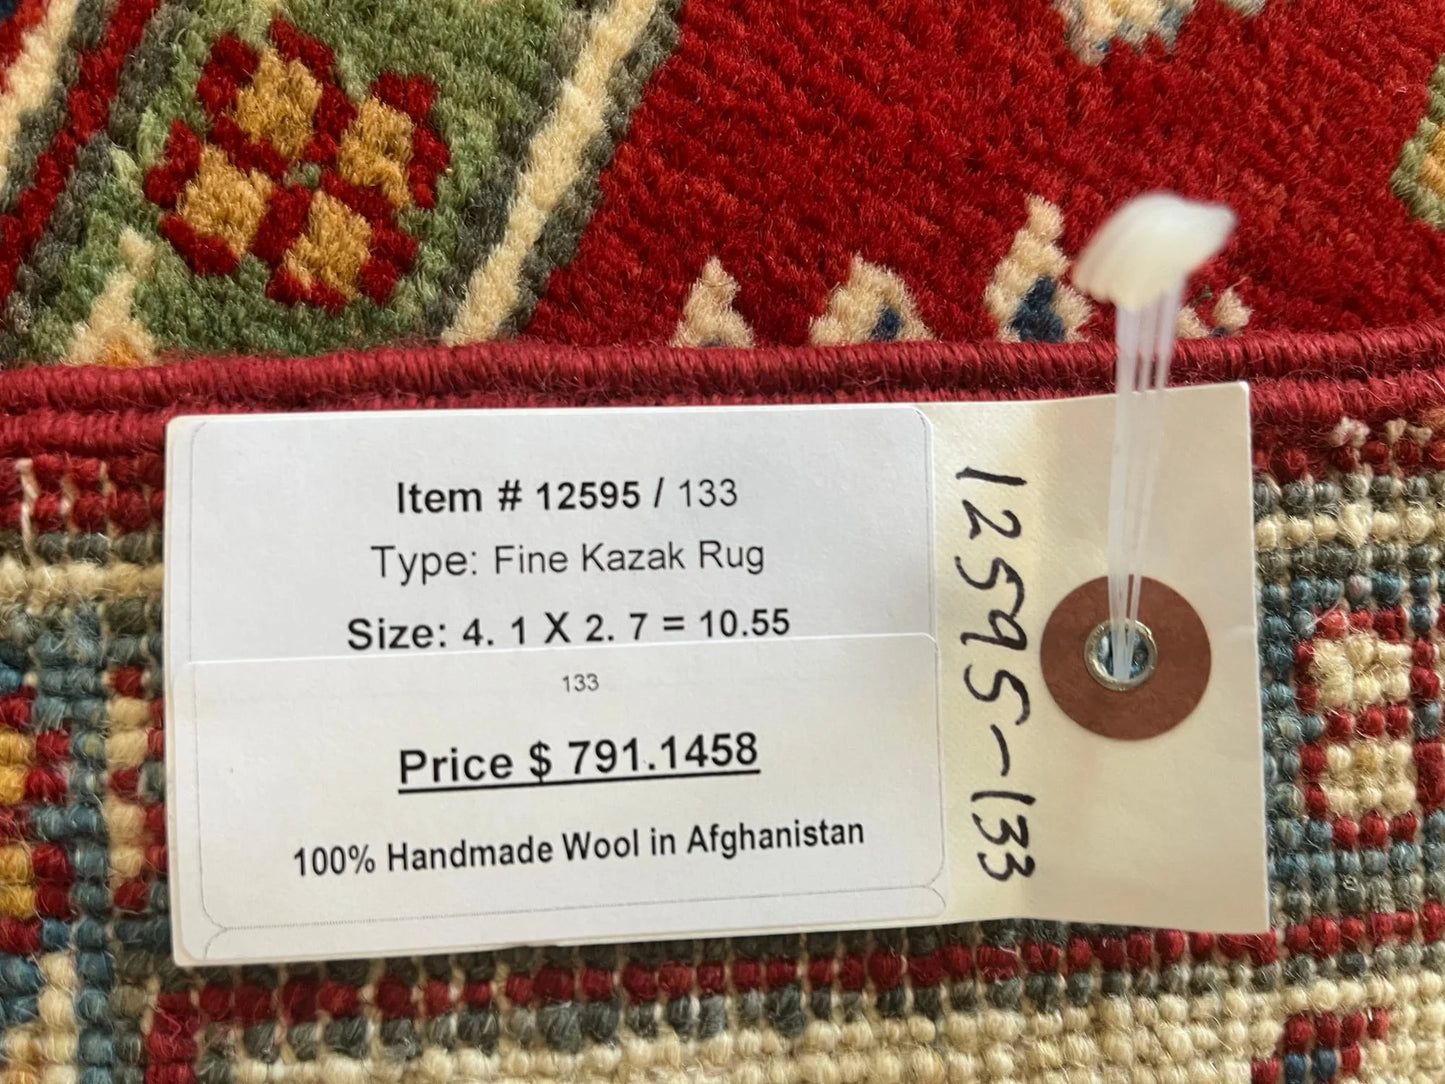 Item # 12595 / 133
Type: Fine Kazak Rug
Size: 4. 1 X 2. 7 = 10.55
133
Price $ 791.1458
100% Handmade Wool in Afghanistan
12595-133